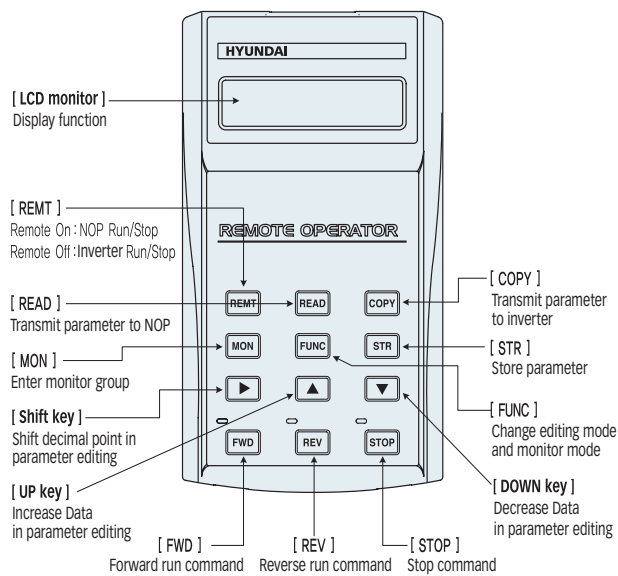 HYUNDAI
[ LCD monitor ]
Display function
[ REMT ]
Remote On : NOP Run/Stop
Remote Off : Inverter Run/Stop
REMOTE OPERATOR
[ READ ]
Transmit parameter to NOP
[ MON ]
Enter monitor group
[ Shift key ]
Shift decimal point in
parameter editing
[ UP key ]
Increase Data
in parameter editing
REMT READ COPY
MON FUNC STR
FWD REV STOP
[ COPY ]
Transmit parameter
to inverter
[ STR ]
Store parameter
[ FUNC ]
Change editing mode
and monitor mode
[ DOWN key ]
Decrease Data
in parameter editing
[ FWD ]
Forward run command
[ REV ]
Reverse run command
[ STOP ]
Stop command